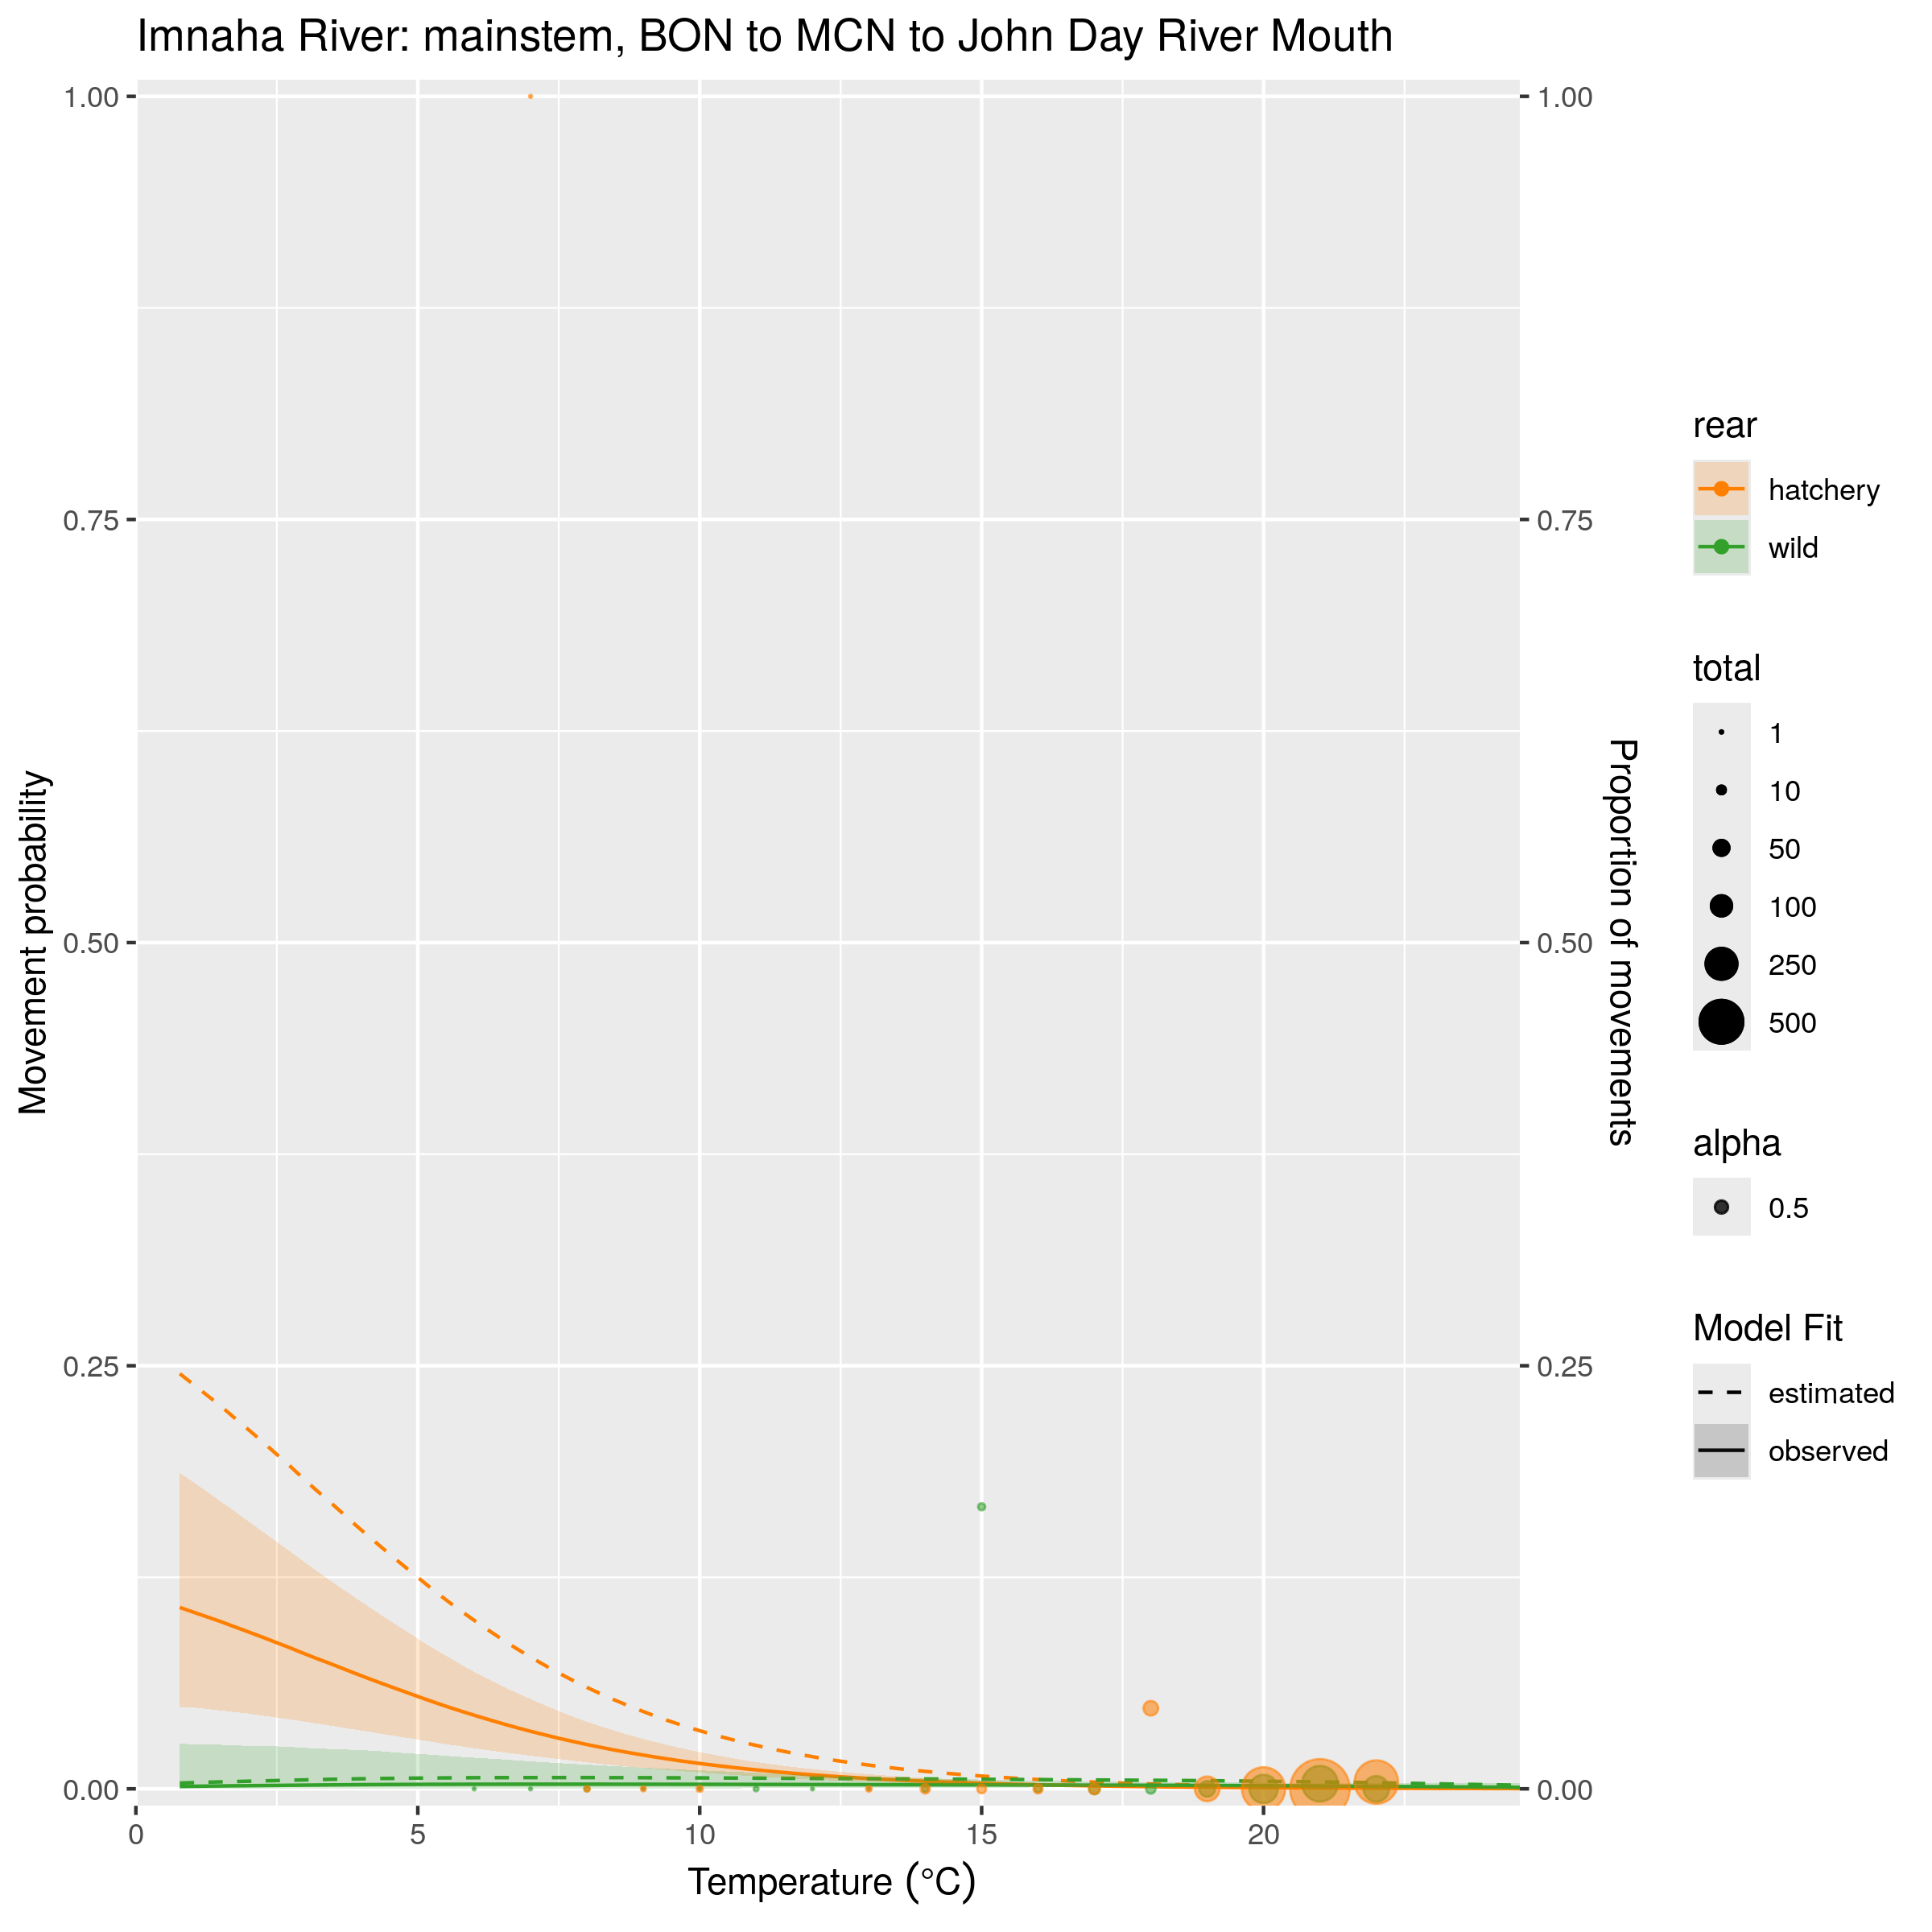 Imnaha River: mainstem, BON to MCN to John Day River Mouth
Movement probability
1.00
0.75
0.50
0.25
0.00
0
5
10
15
20
Temperature (°C)
1.00
0.75
0.50
0.25
0.00
Proportion of movements
rear
hatchery
wild
total
1
10
50
100
250
500
alpha
0.5
Model Fit
estimated
observed